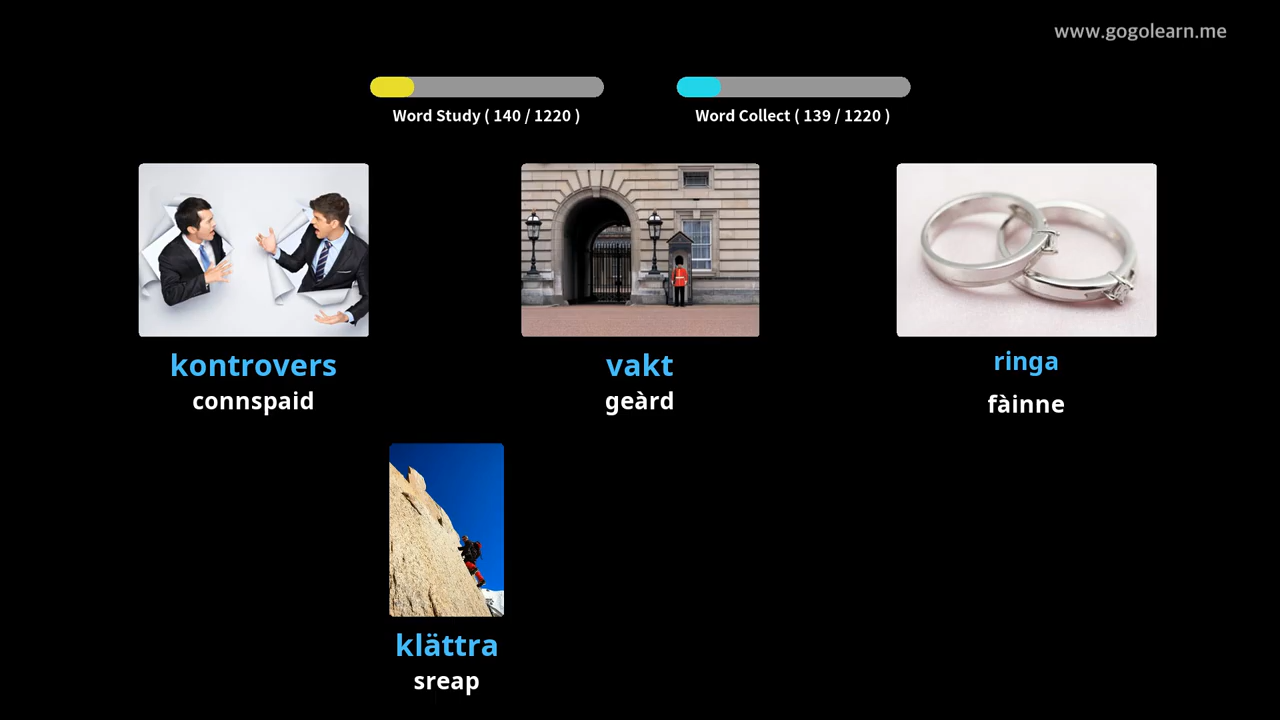 www.gogolearn.me
Word Study ( 140 / 1220 )
Word Collect ( 139 / 1220 )
kontrovers
connspaid
vakt
geàrd
ringa
fàinne
klättra
sreap